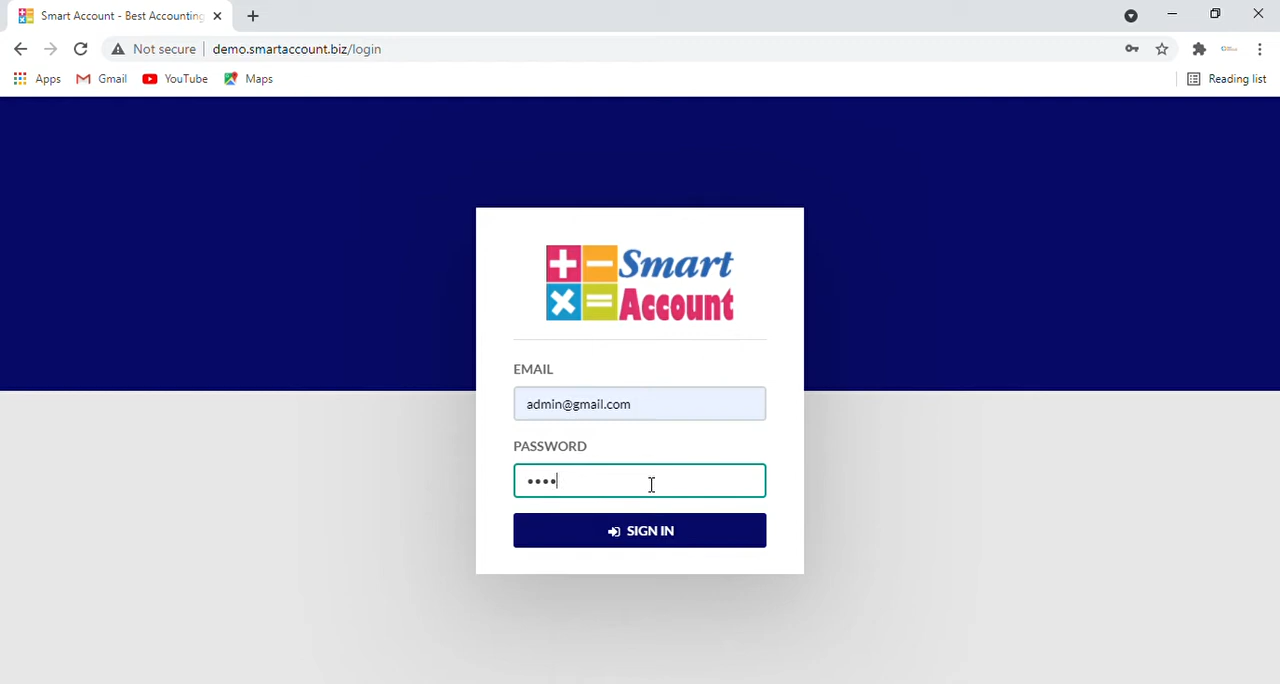 Smart Account - Best Accounting
Not secure
demo.smartaccount.biz/login
Apps
Gmail
YouTube
Maps
Reading list
Smart
Account
EMAIL
admin@gmail.com
PASSWORD
••••
SIGN IN